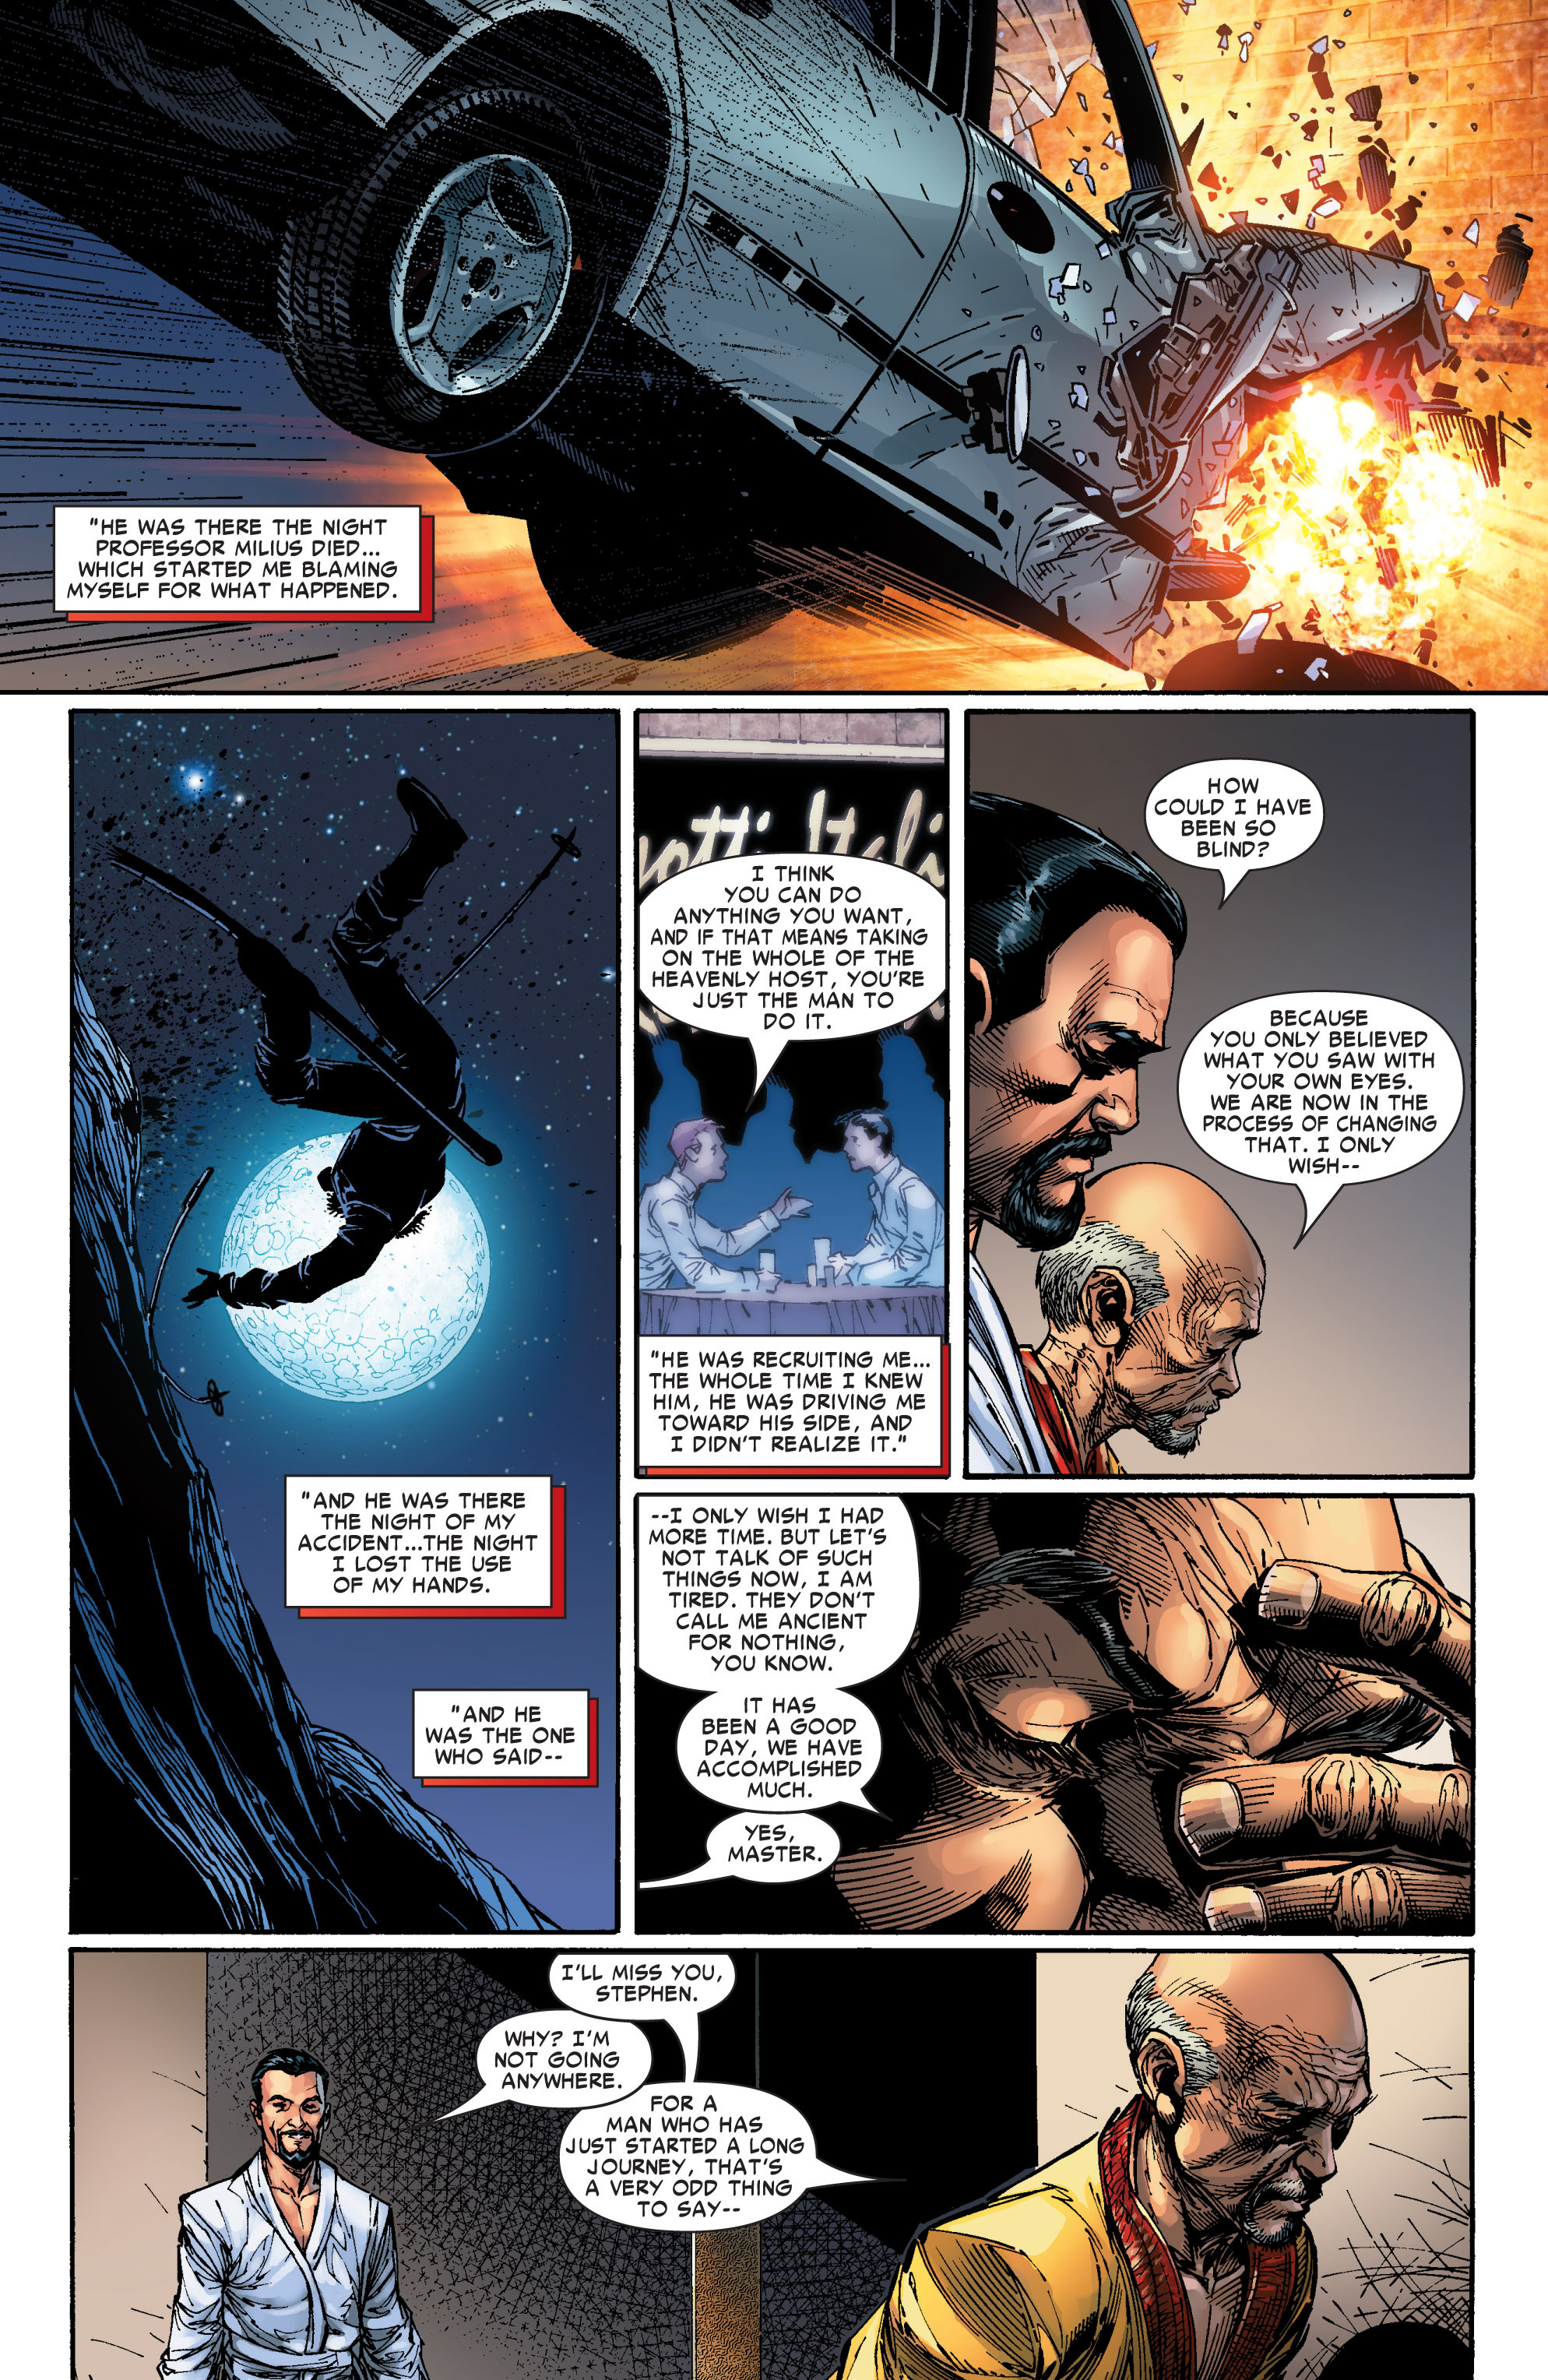 "HE WAS THERE THE NIGHT
PROFESSOR MILIUS DIED...
WHICH STARTED ME BLAMING
MYSELF FOR WHAT HAPPENED.
"AND HE WAS THERE
THE NIGHT OF MY
ACCIDENT...THE NIGHT
I LOST THE USE
OF MY HANDS.
"AND HE
WAS THE ONE
WHO SAID--
otti Itali
I THINK
YOU CAN DO
ANYTHING YOU WANT,
AND IF THAT MEANS TAKING
ON THE WHOLE OF THE
HEAVENLY HOST, YOU'RE
JUST THE MAN TO
DO IT.
"HE WAS RECRUITING ME...
THE WHOLE TIME I KNEW
HIM, HE WAS DRIVING ME
TOWARD HIS SIDE, AND
I DIDN'T REALIZE IT."
HOW
COULD I HAVE
BEEN SO
BLIND?
BECAUSE
YOU ONLY BELIEVED
WHAT YOU SAW WITH
YOUR OWN EYES.
WE ARE NOW IN THE
PROCESS OF CHANGING
THAT. I ONLY
WISH--
--I ONLY WISH I HAD
MORE TIME. BUT LET'S
NOT TALK OF SUCH
THINGS NOW, I AM
TIRED. THEY DON'T
CALL ME ANCIENT
FOR NOTHING,
YOU KNOW.
IT HAS
BEEN A GOOD
DAY, WE HAVE
ACCOMPLISHED
MUCH.
YES,
MASTER.
I'LL MISS YOU,
STEPHEN.
WHY? I'M
NOT GOING
ANYWHERE.
FOR A
MAN WHO HAS
JUST STARTED A LONG
JOURNEY, THAT'S
A VERY ODD THING
TO SAY--